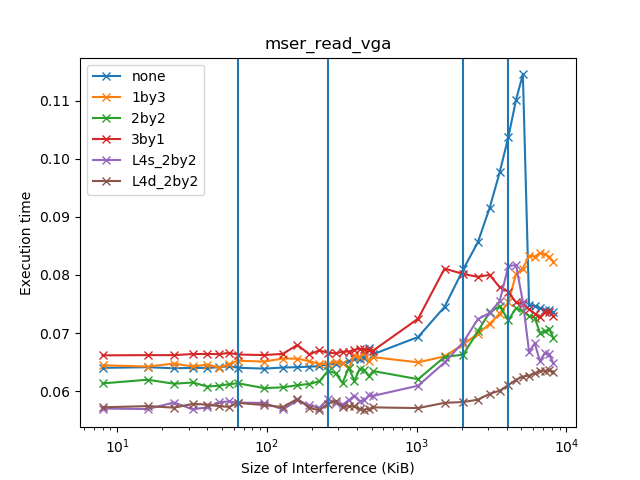 mser_read_vga
none
1by3
2by2
3by1
L4s_2by2
L4d_2by2
Execution time
0.11
0.10
0.09
0.08
0.07
0.06
10¹
10²
10³
10⁴
Size of Interference (KiB)